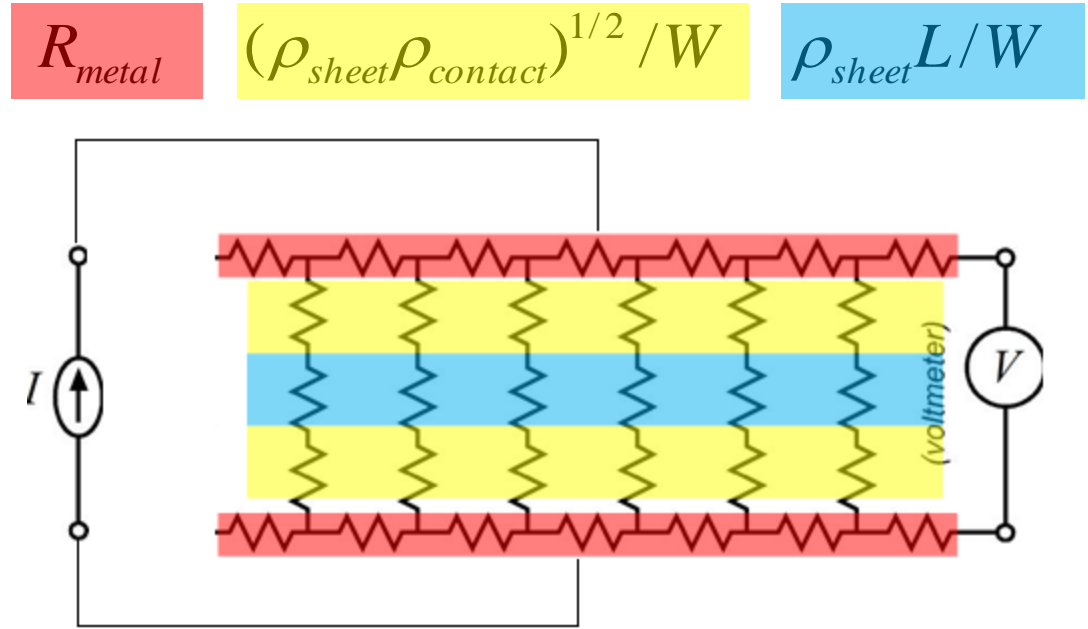 R_metal (ρ_sheet ρ_contact)^1/2 /W ρ_sheet L/W
I
V
(voltmeter)